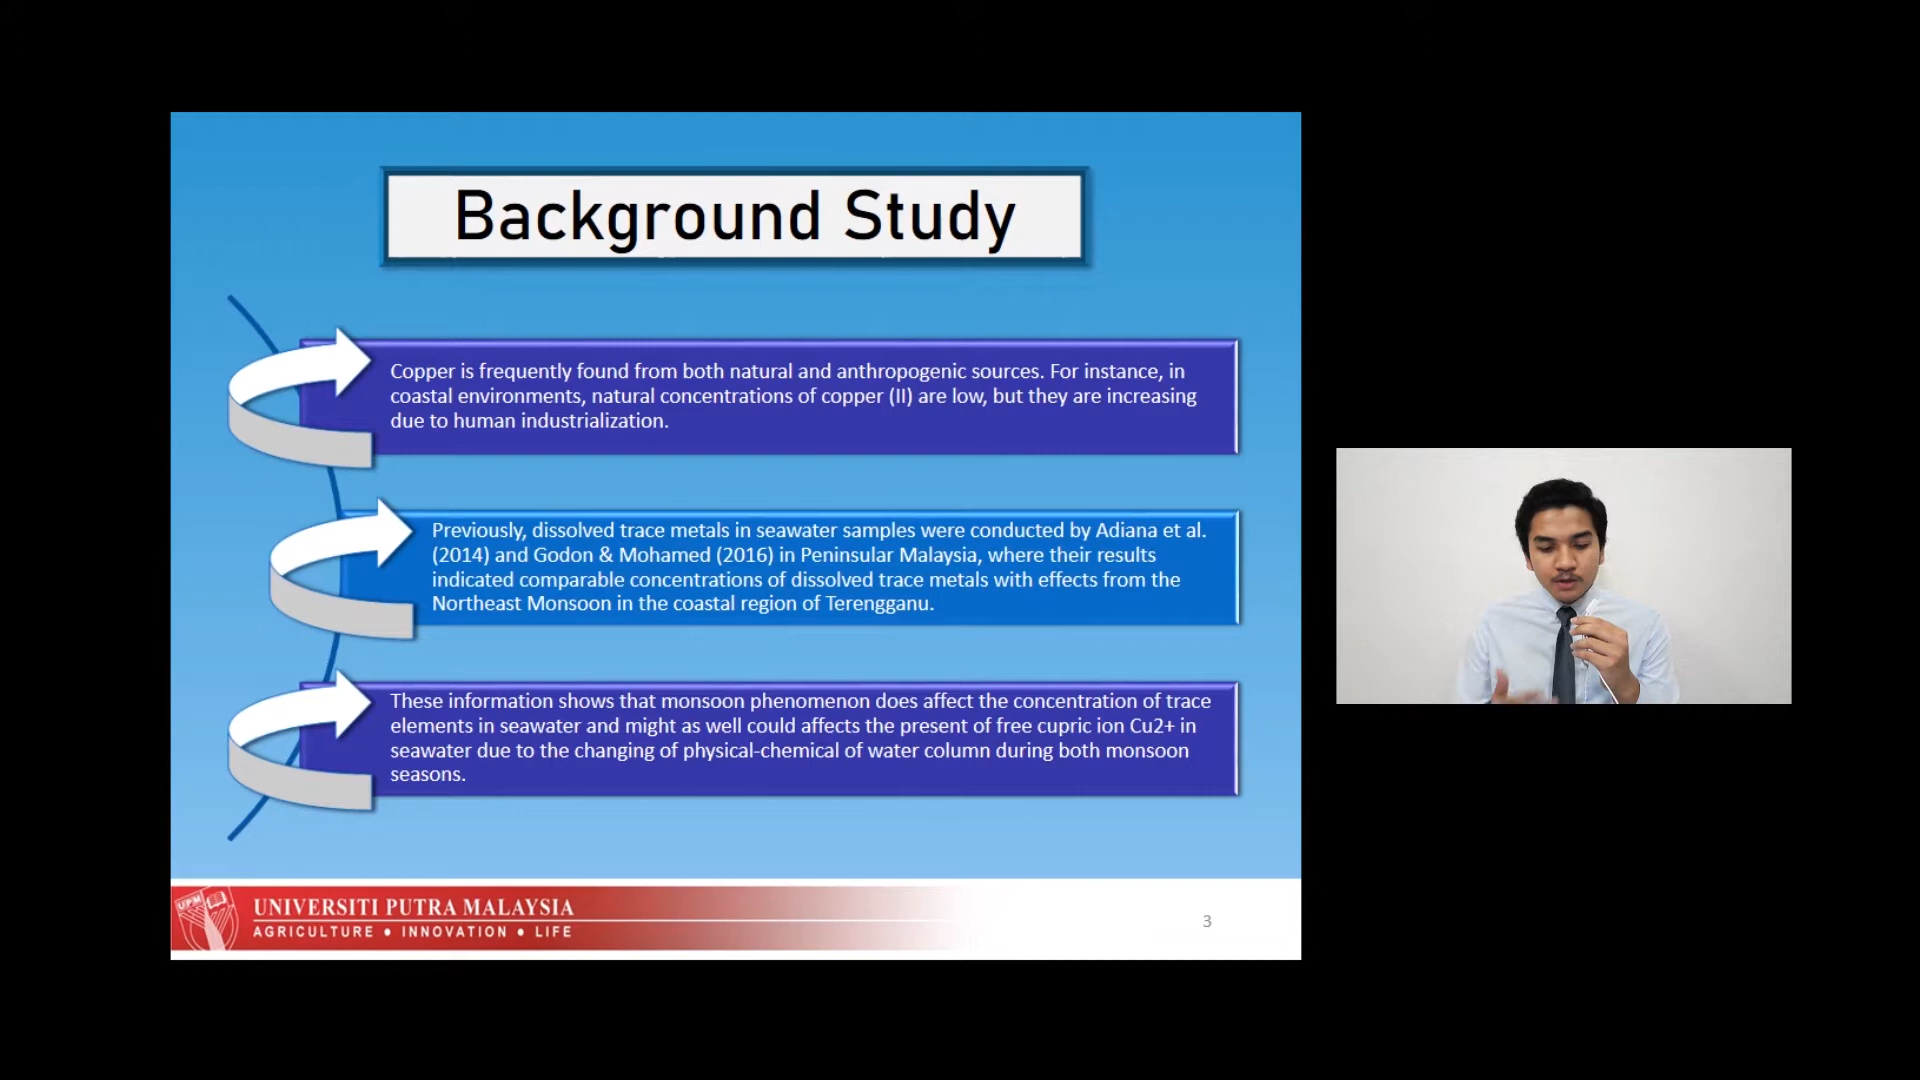 Background Study
Copper is frequently found from both natural and anthropogenic sources. For instance, in
coastal environments, natural concentrations of copper (II) are low, but they are increasing
due to human industrialization.
Previously, dissolved trace metals in seawater samples were conducted by Adiana et al.
(2014) and Godon & Mohamed (2016) in Peninsular Malaysia, where their results
indicated comparable concentrations of dissolved trace metals with effects from the
Northeast Monsoon in the coastal region of Terengganu.
These information shows that monsoon phenomenon does affect the concentration of trace
elements in seawater and might as well could affects the present of free cupric ion Cu2+ in
seawater due to the changing of physical-chemical of water column during both monsoon
seasons.
UPM
UNIVERSITI PUTRA MALAYSIA
AGRICULTURE • INNOVATION • LIFE
3